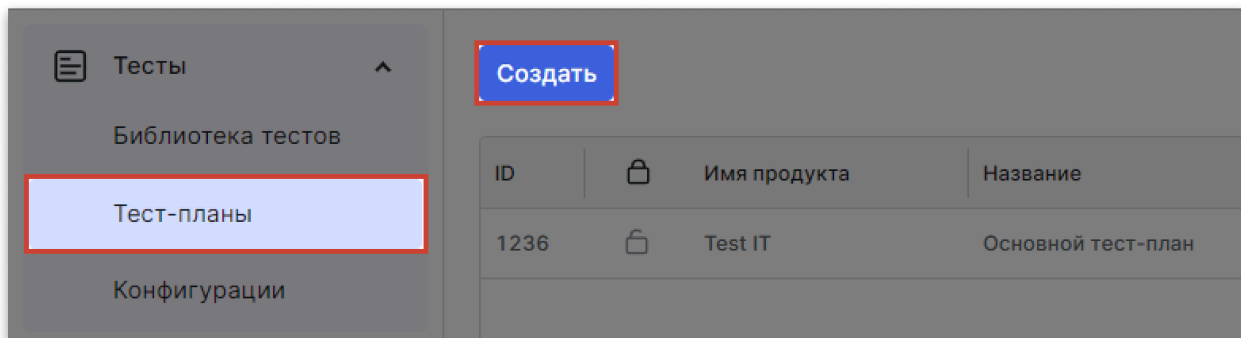 Тесты
Библиотека тестов
Тест-планы
Конфигурации
Создать
ID Имя продукта Название
1236 Test IT Основной тест-план